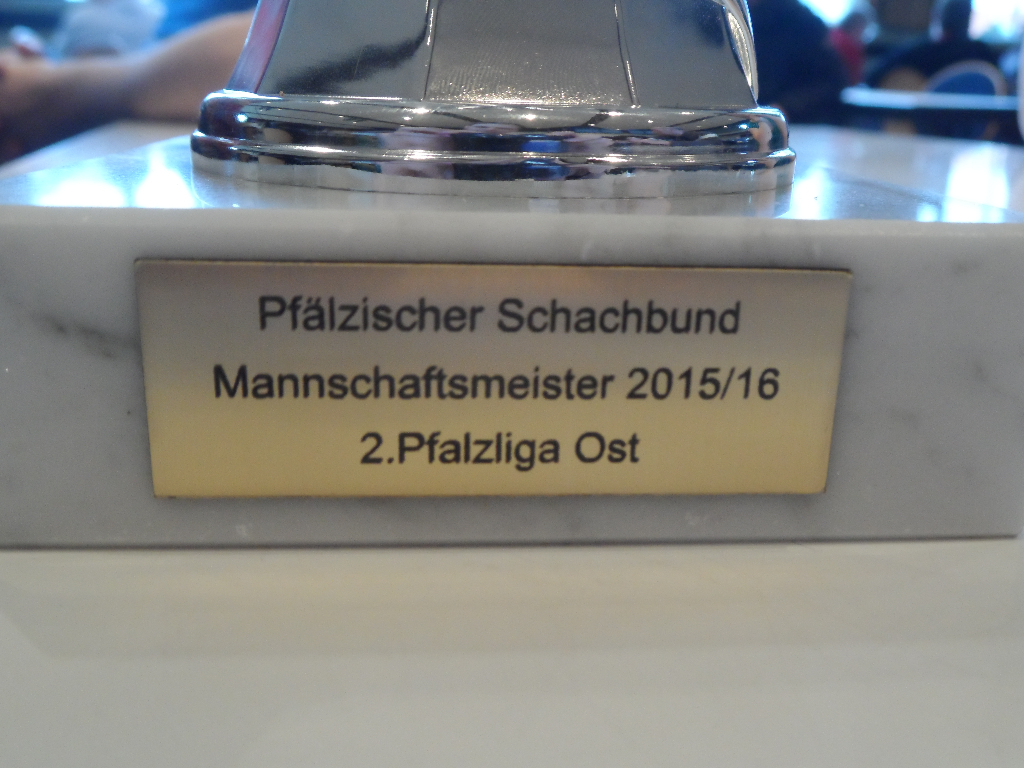 Pfälzischer Schachbund
Mannschaftsmeister 2015/16
2.Pfalzliga Ost